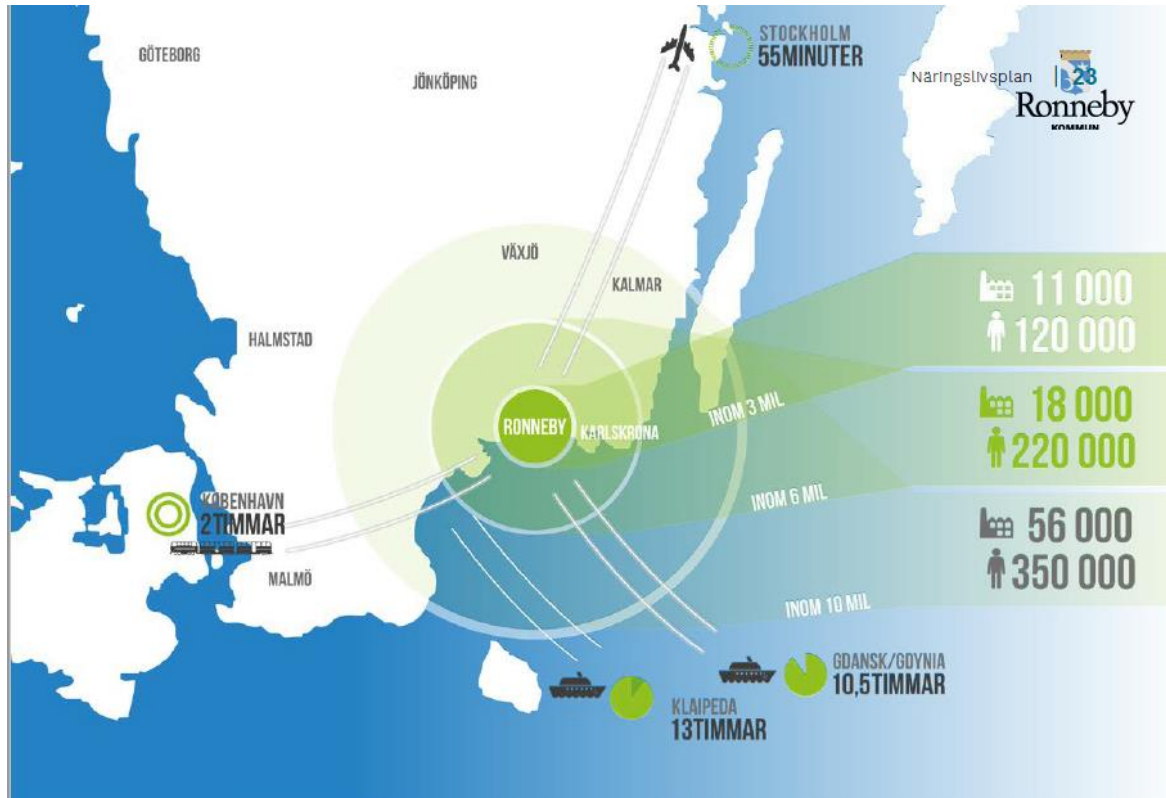 GÖTEBORG
JÖNKÖPING
STOCKHOLM
55MINUTER
Näringslivsplan | 23
Ronneby
KOMMUN
VÄXJÖ
KALMAR
HALMSTAD
11 000
120 000
RONNEBY
KARLSKRONA
INOM 3 MIL
18 000
220 000
KØBENHAVN
2TIMMAR
INOM 6 MIL
56 000
350 000
MALMÖ
INOM 10 MIL
GDANSK/GDYNIA
10,5TIMMAR
KLAIPEDA
13TIMMAR